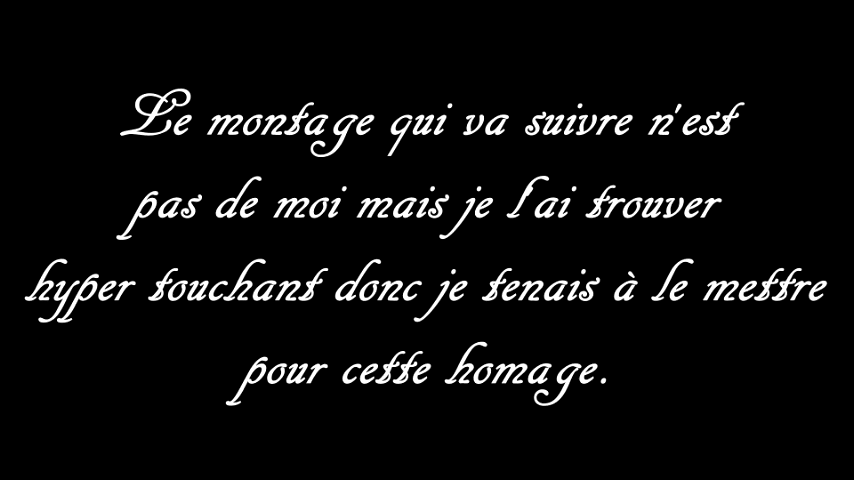 Le montage qui va suivre n'est
pas de moi mais je l'ai trouver
hyper touchant donc je tenais à le mettre
pour cette homage.